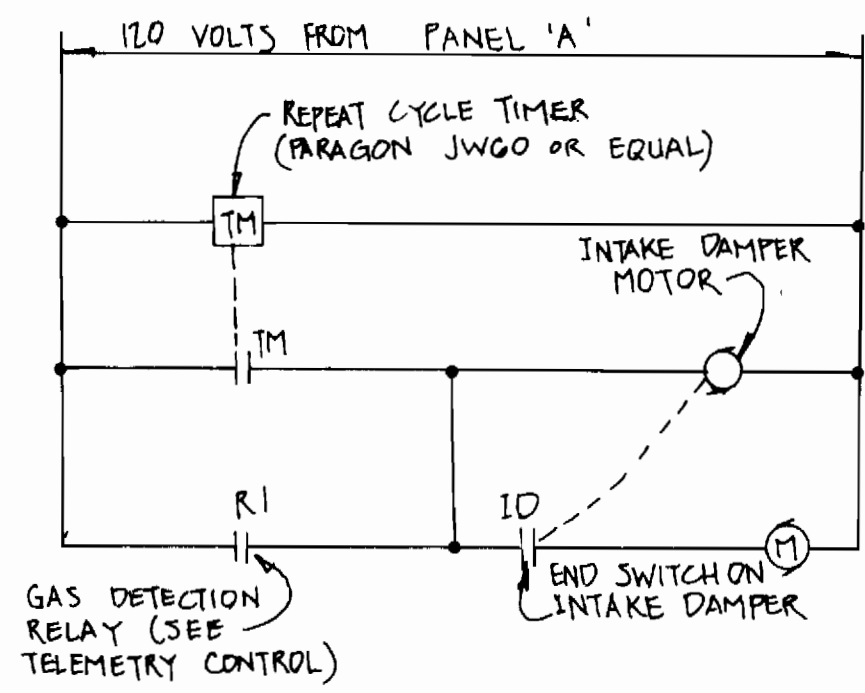 120 VOLTS FROM PANEL 'A'
REPEAT CYCLE TIMER
(PARAGON JW60 OR EQUAL)
TM
INTAKE DAMPER
MOTOR
TM
R1
ID
M
GAS DETECTION
RELAY (SEE
TELEMETRY CONTROL)
END SWITCH ON
INTAKE DAMPER